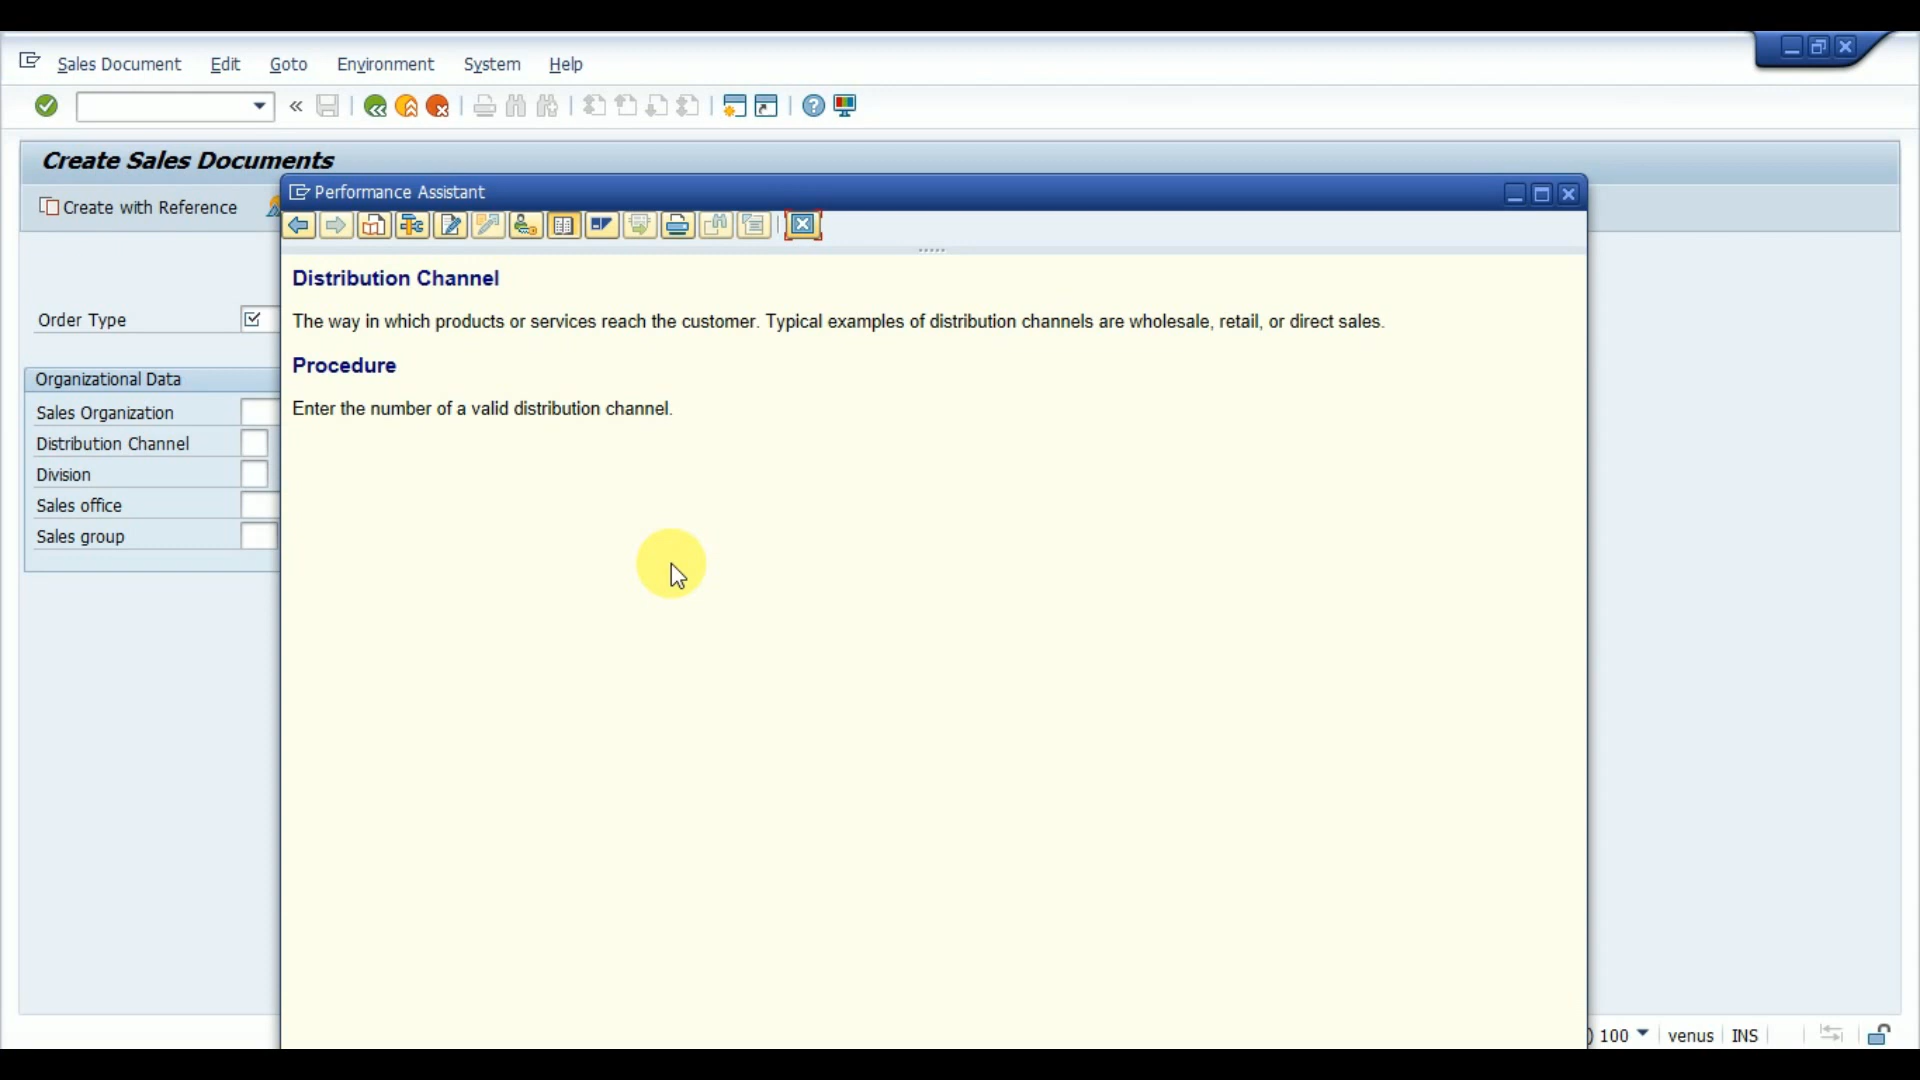 Sales Document Edit Goto Environment System Help
Create Sales Documents
Create with Reference
Performance Assistant
Distribution Channel
The way in which products or services reach the customer. Typical examples of distribution channels are wholesale, retail, or direct sales.
Procedure
Enter the number of a valid distribution channel.
Order Type
Organizational Data
Sales Organization
Distribution Channel
Division
Sales office
Sales group
) 100 venus INS